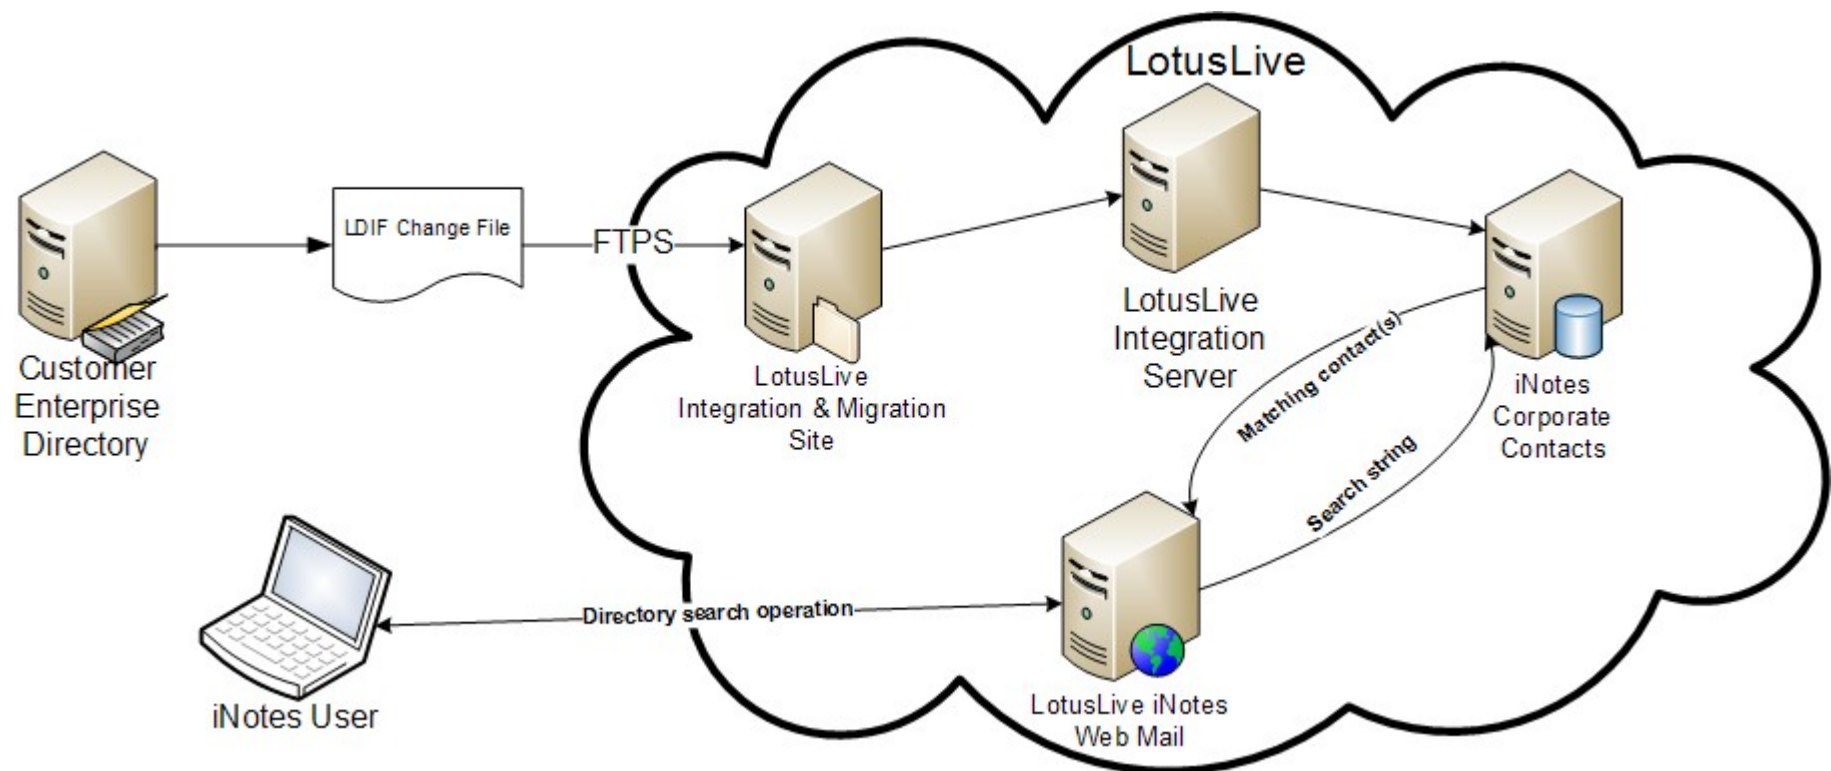 LotusLive
LDIF Change File
FTPS
Customer
Enterprise
Directory
LotusLive
Integration & Migration
Site
LotusLive
Integration
Server
iNotes
Corporate
Contacts
Matching contact(s)
Search string
Directory search operation
iNotes User
LotusLive iNotes
Web Mail